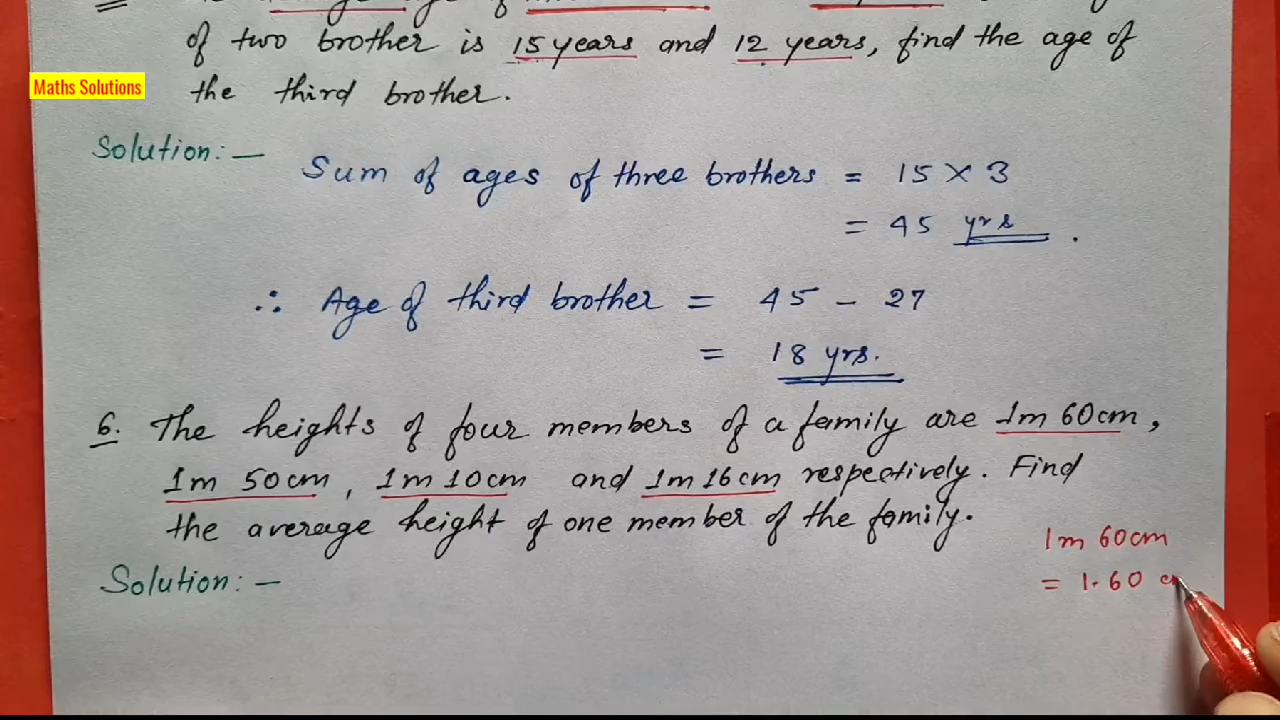 of two brother is 15 years and 12 years, find the age of
Maths Solutions
the third brother.
Solution:-
Sum of ages of three brothers = 15 × 3
= 45 yrs.
∴ Age of third brother = 45 - 27
= 18 yrs.
6. The heights of four members of a family are 1m 60cm,
1m 50cm, 1m 10cm and 1m 16cm respectively. Find
the average height of one member of the family.
1m 60cm
Solution:-
= 1.60